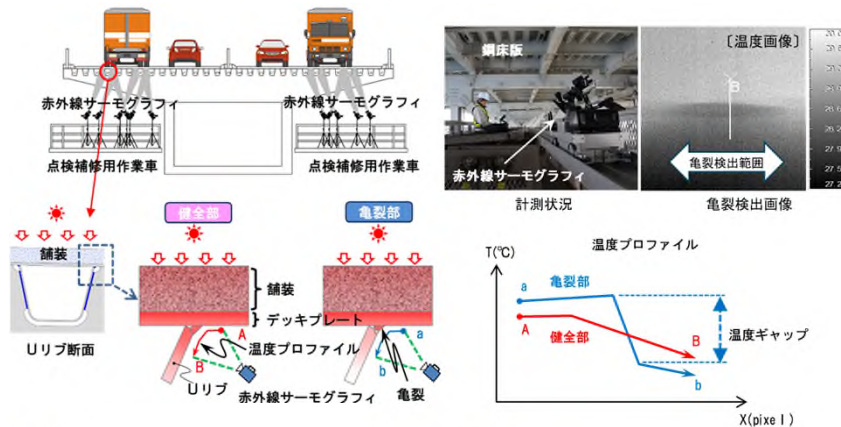 赤外線サーモグラフィ
赤外線サーモグラフィ
点検補修用作業車
点検補修用作業車
鋼床版
赤外線サーモグラフィ
計測状況
〔温度画像〕
B
亀裂検出範囲
亀裂検出画像
舗装
Uリブ断面
健全部
舗装
デッキプレート
A
温度プロファイル
B
Uリブ
赤外線サーモグラフィ
亀裂部
a
b
亀裂
温度プロファイル
T(℃)
a
亀裂部
A
健全部
B
b
温度ギャップ
X(pixel)